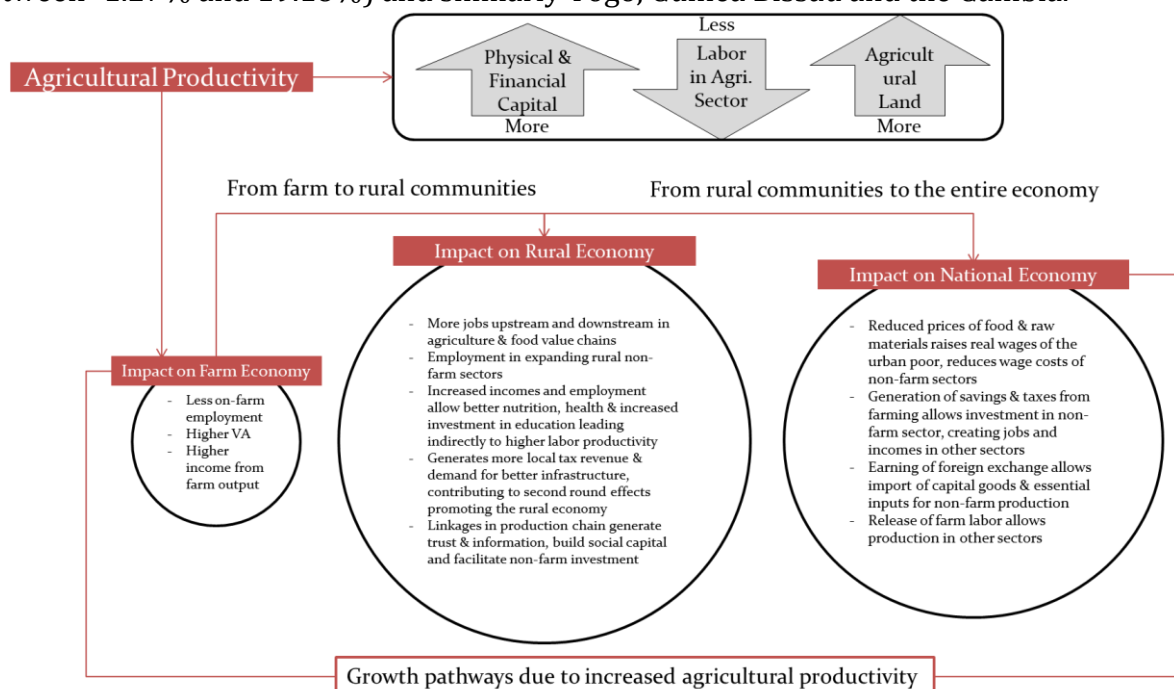 and similarly Togo, Guinea Bissau and the Gambia.
Agricultural Productivity
Physical &
Financial
Capital
More
Less
Labor
in Agri.
Sector
Agricult
ural
Land
More
From farm to rural communities
From rural communities to the entire economy
Impact on Rural Economy
- More jobs upstream and downstream in
agriculture & food value chains
- Employment in expanding rural non-
farm sectors
- Increased incomes and employment
allow better nutrition, health & increased
investment in education leading
indirectly to higher labor productivity
- Generates more local tax revenue &
demand for better infrastructure,
contributing to second round effects
promoting the rural economy
- Linkages in production chain generate
trust & information, build social capital
and facilitate non-farm investment
Impact on National Economy
- Reduced prices of food & raw
materials raises real wages of the
urban poor, reduces wage costs of
non-farm sectors
- Generation of savings & taxes from
farming allows investment in non-
farm sector, creating jobs and
incomes in other sectors
- Earning of foreign exchange allows
import of capital goods & essential
inputs for non-farm production
- Release of farm labor allows
production in other sectors
Impact on Farm Economy
- Less on-farm
employment
- Higher VA
- Higher
income from
farm output
Growth pathways due to increased agricultural productivity